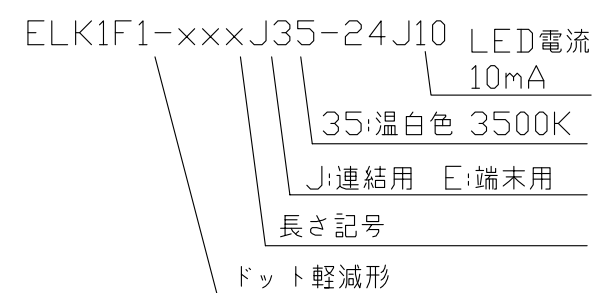 ELK1F1-xxxJ35-24J10 LED電流
10mA
35:温白色 3500K
J:連結用 E:端末用
長さ記号
ドット軽減形